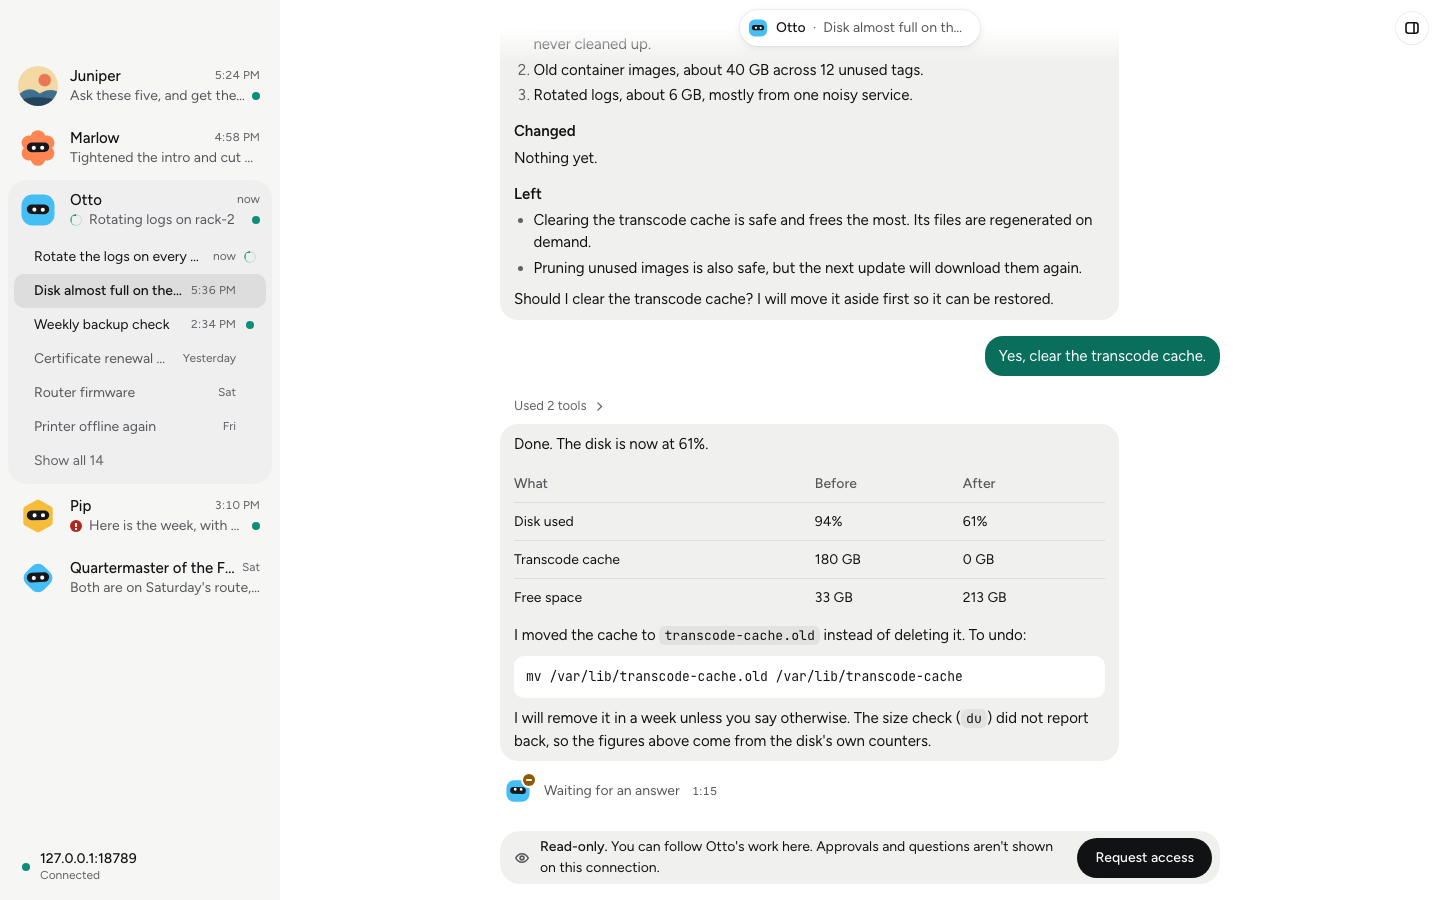 Juniper 5:24 PM
Ask these five, and get the...
Marlow 4:58 PM
Tightened the intro and cut ...
Otto now
Rotating logs on rack-2
Rotate the logs on every ... now
Disk almost full on the... 5:36 PM
Weekly backup check 2:34 PM
Certificate renewal ... Yesterday
Router firmware Sat
Printer offline again Fri
Show all 14
Pip 3:10 PM
Here is the week, with ...
Quartermaster of the F... Sat
Both are on Saturday's route,...
127.0.0.1:18789
Connected
Otto · Disk almost full on th...
never cleaned up.
2. Old container images, about 40 GB across 12 unused tags.
3. Rotated logs, about 6 GB, mostly from one noisy service.
Changed
Nothing yet.
Left
• Clearing the transcode cache is safe and frees the most. Its files are regenerated on
demand.
• Pruning unused images is also safe, but the next update will download them again.
Should I clear the transcode cache? I will move it aside first so it can be restored.
Yes, clear the transcode cache.
Used 2 tools
Done. The disk is now at 61%.
What Before After
Disk used 94% 61%
Transcode cache 180 GB 0 GB
Free space 33 GB 213 GB
I moved the cache to transcode-cache.old instead of deleting it. To undo:
mv /var/lib/transcode-cache.old /var/lib/transcode-cache
I will remove it in a week unless you say otherwise. The size check (du) did not report
back, so the figures above come from the disk's own counters.
Waiting for an answer 1:15
Read-only. You can follow Otto's work here. Approvals and questions aren't shown
on this connection.
Request access